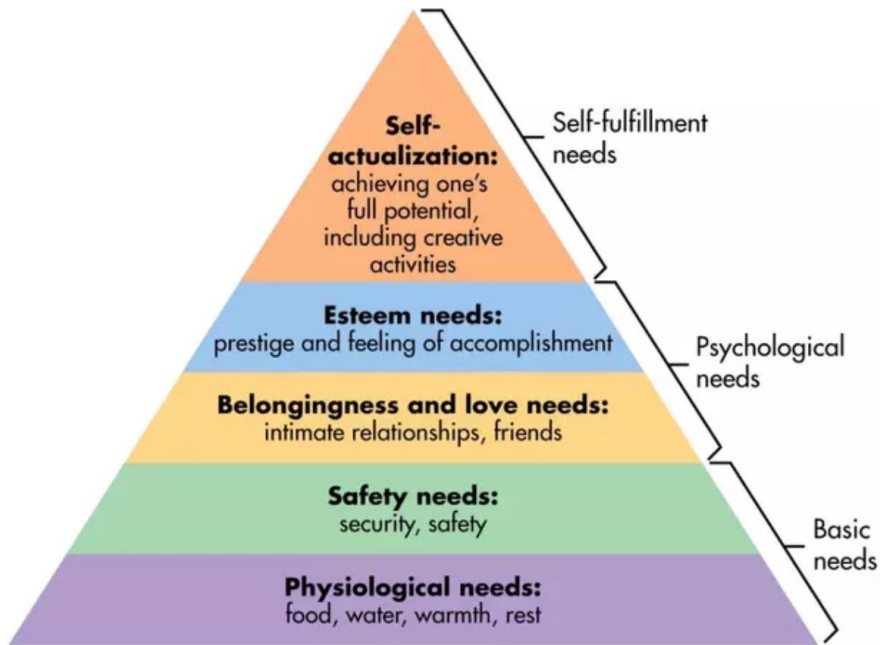 Self-
actualization:
achieving one's
full potential,
including creative
activities
Self-fulfillment
needs
Esteem needs:
prestige and feeling of accomplishment
Psychological
needs
Belongingness and love needs:
intimate relationships, friends
Safety needs:
security, safety
Basic
needs
Physiological needs:
food, water, warmth, rest